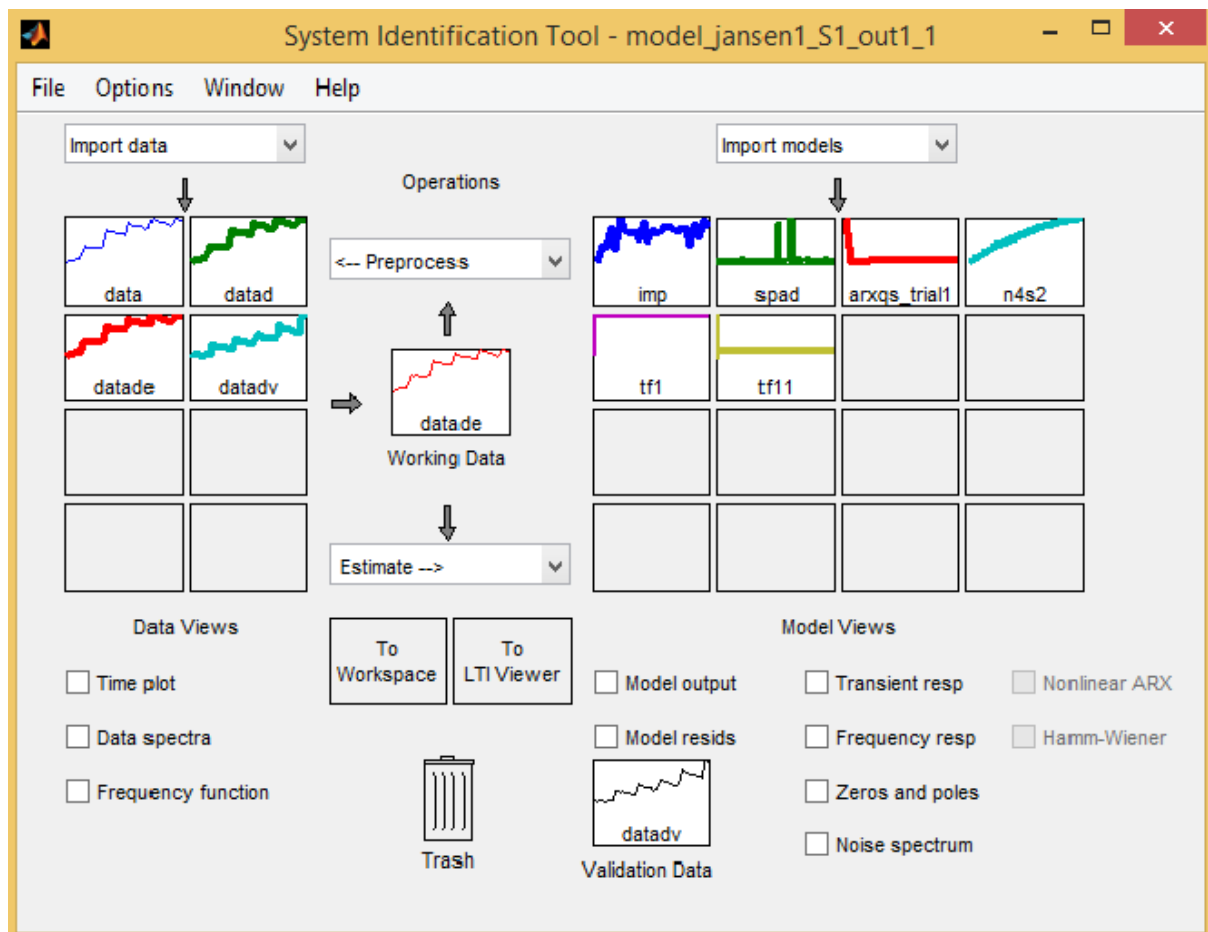 System Identification Tool - model_jansen1_S1_out1_1
File Options Window Help
Import data
Import models
Operations
data
datad
<-- Preprocess
imp
spad
arxqs_trial1
n4s2
datade
datadv
datade
Working Data
tf1
tf11
Estimate -->
Data Views
To
Workspace
To
LTI Viewer
Model Views
Time plot
Data spectra
Frequency function
Model output
Transient resp
Nonlinear ARX
Model resids
Frequency resp
Hamm-Wiener
Zeros and poles
Noise spectrum
Trash
datadv
Validation Data